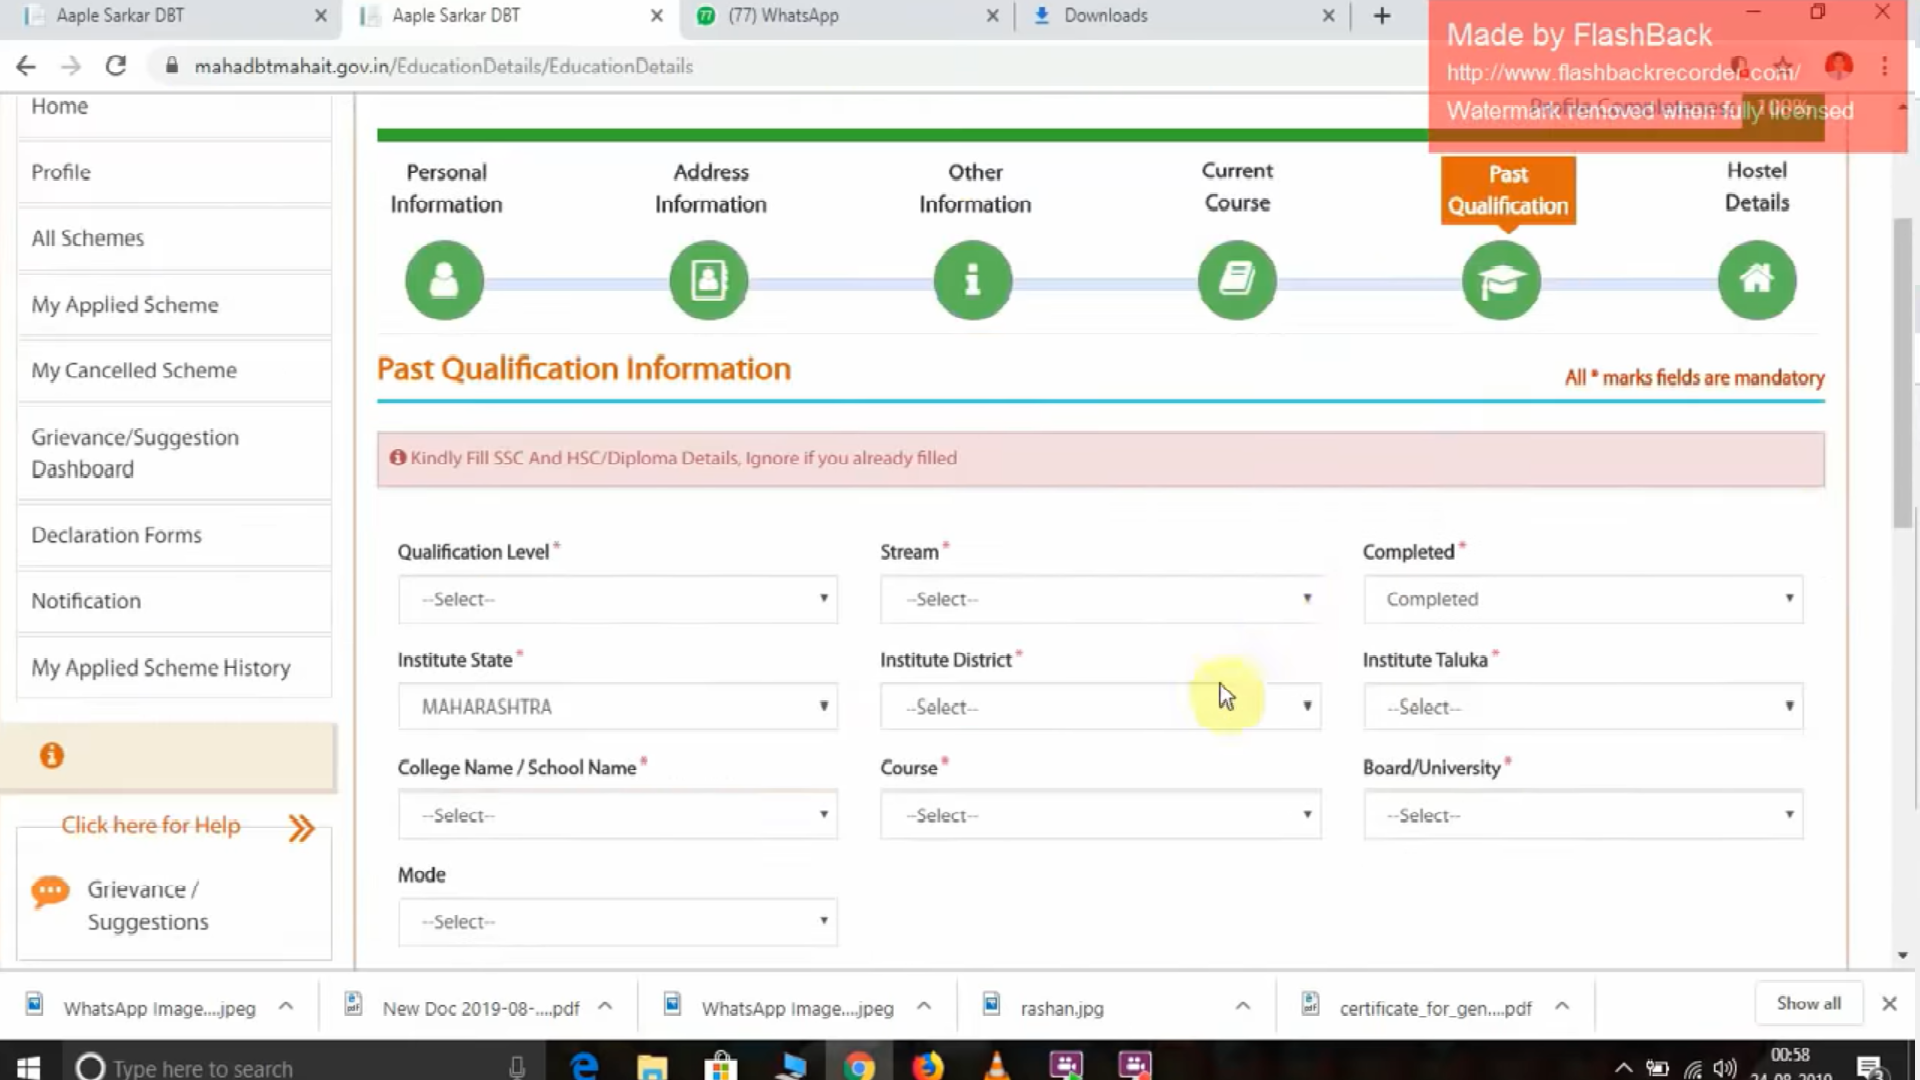 Aaple Sarkar DBT
Aaple Sarkar DBT
(77) WhatsApp
Downloads
mahadbtmahait.gov.in/EducationDetails/EducationDetails
Made by FlashBack
http://www.flashbackrecorder.com/
Watermark removed when fully licensed
100%
Home
Profile
All Schemes
My Applied Scheme
My Cancelled Scheme
Grievance/Suggestion
Dashboard
Declaration Forms
Notification
My Applied Scheme History
Click here for Help
Grievance /
Suggestions
Personal
Information
Address
Information
Other
Information
Current
Course
Past
Qualification
Hostel
Details
Past Qualification Information
All * marks fields are mandatory
Kindly Fill SSC And HSC/Diploma Details, Ignore if you already filled
Qualification Level *
Stream *
Completed *
--Select--
--Select--
Completed
Institute State *
Institute District *
Institute Taluka *
MAHARASHTRA
--Select--
--Select--
College Name / School Name *
Course *
Board/University *
--Select--
--Select--
--Select--
Mode
--Select--
WhatsApp Image....jpeg
New Doc 2019-08-....pdf
WhatsApp Image....jpeg
rashan.jpg
certificate_for_gen....pdf
Show all
Type here to search
00:58
24-08-2019
3